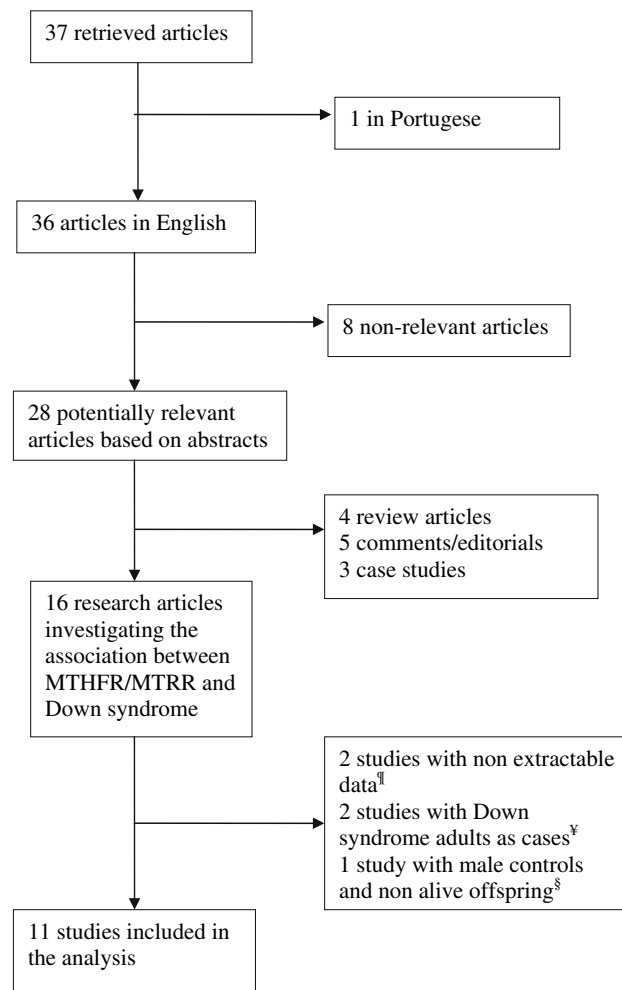 37 retrieved articles
1 in Portugese
36 articles in English
8 non-relevant articles
28 potentially relevant
articles based on abstracts
4 review articles
5 comments/editorials
3 case studies
16 research articles
investigating the
association between
MTHFR/MTRR and
Down syndrome
2 studies with non extractable
data¶
2 studies with Down
syndrome adults as cases¥
1 study with male controls
and non alive offspring§
11 studies included in
the analysis